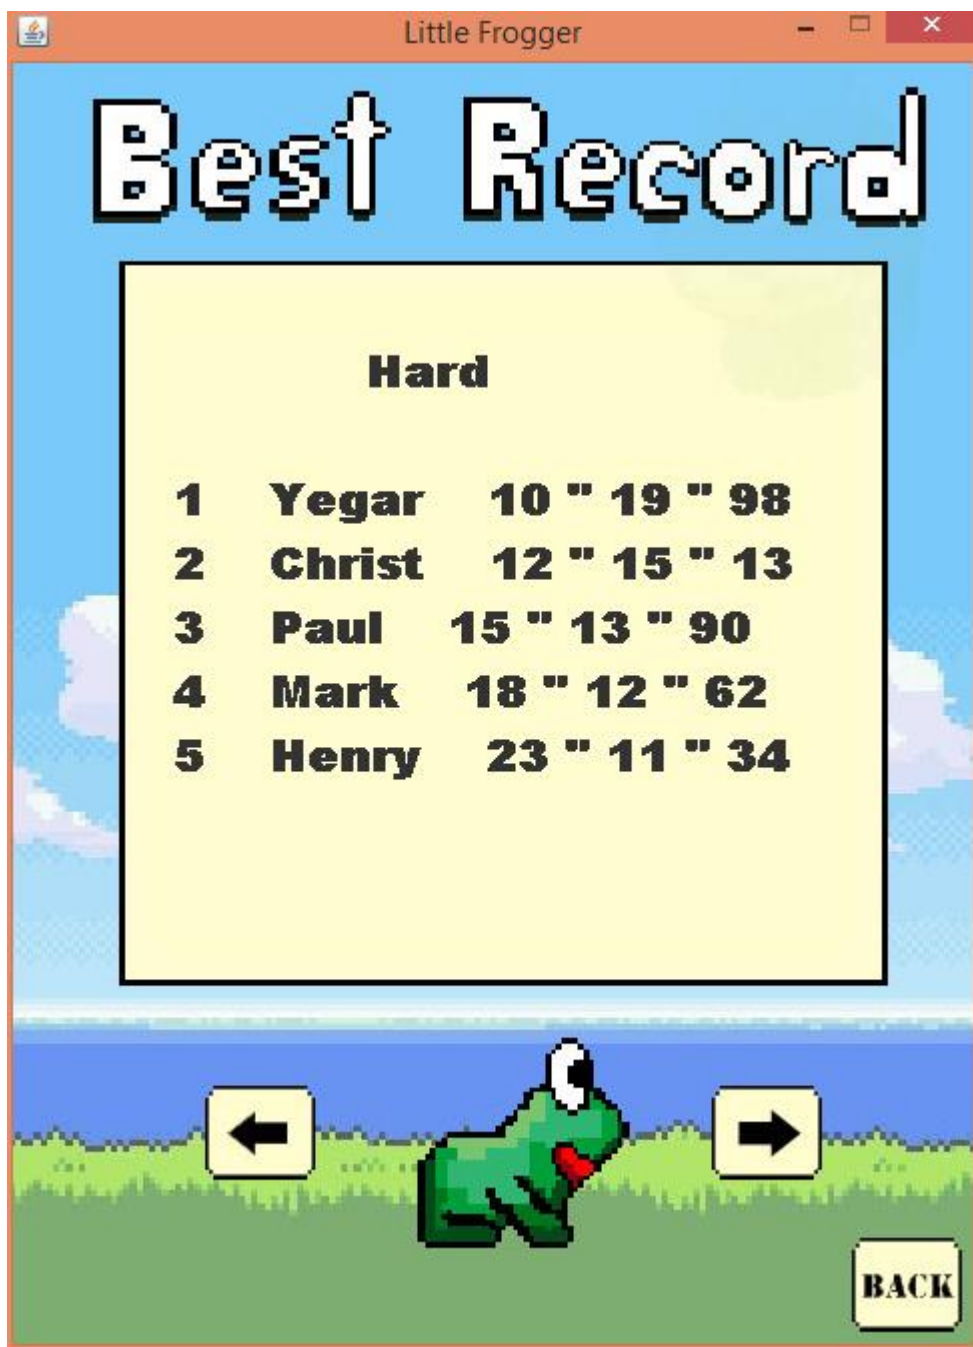 Little Frogger
Best Record
Hard
1 Yegar 10 " 19 " 98
2 Christ 12 " 15 " 13
3 Paul 15 " 13 " 90
4 Mark 18 " 12 " 62
5 Henry 23 " 11 " 34
BACK